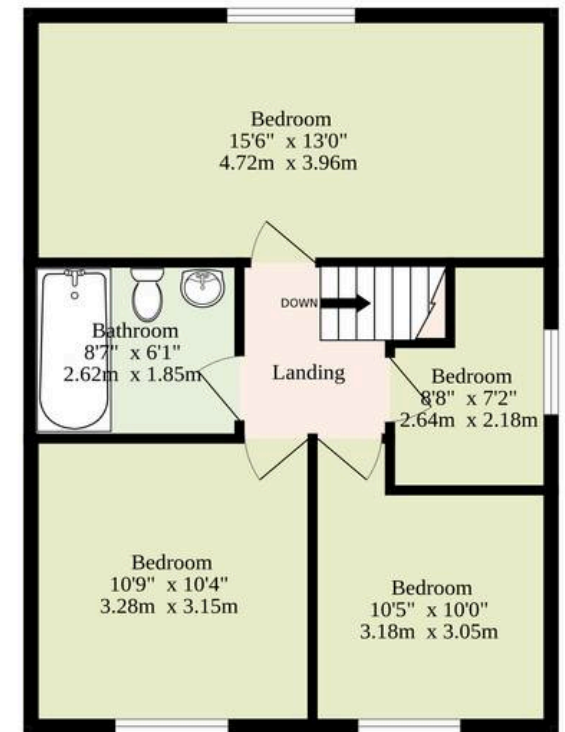 Bedroom
15'6" x 13'0"
4.72m x 3.96m
DOWN
Bathroom
8'7" x 6'1"
2.62m x 1.85m
Landing
Bedroom
8'8" x 7'2"
2.64m x 2.18m
Bedroom
10'9" x 10'4"
3.28m x 3.15m
Bedroom
10'5" x 10'0"
3.18m x 3.05m